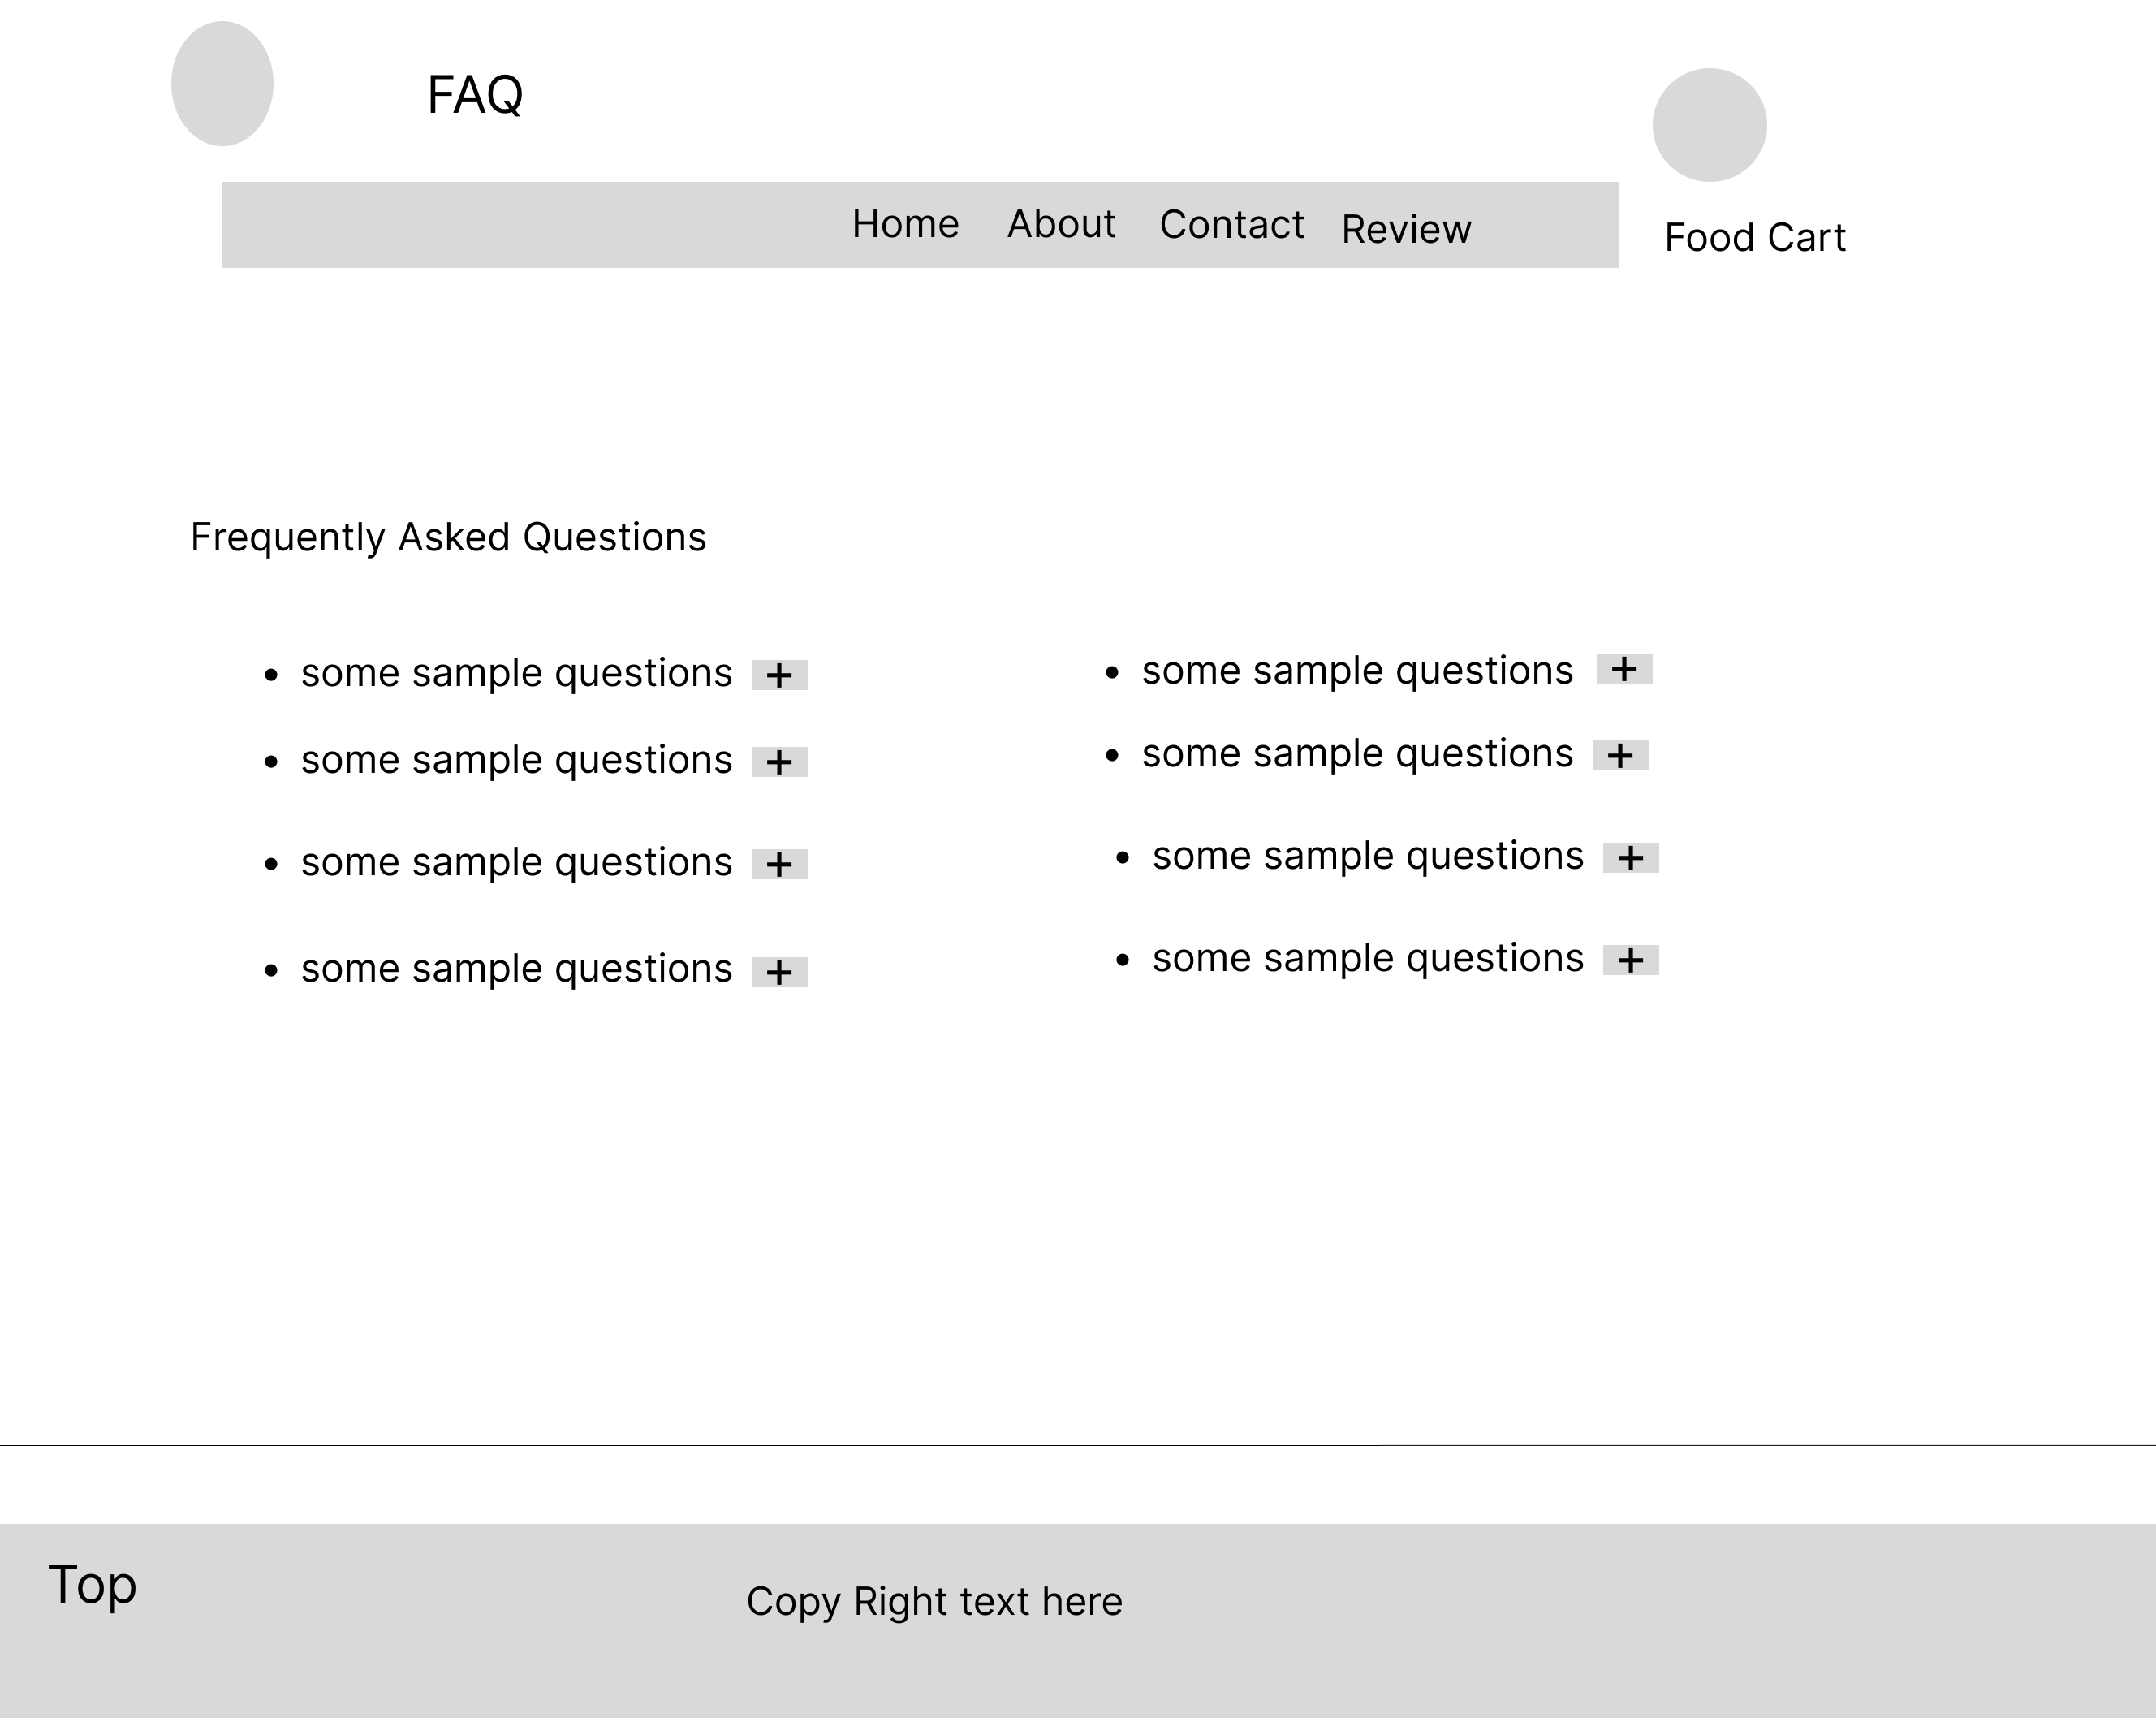 FAQ
Home About Contact Review
Food Cart
Frequently Asked Questions
• some sample questions +
• some sample questions +
• some sample questions +
• some sample questions +
• some sample questions +
• some sample questions +
• some sample questions +
• some sample questions +
Top
Copy Right text here